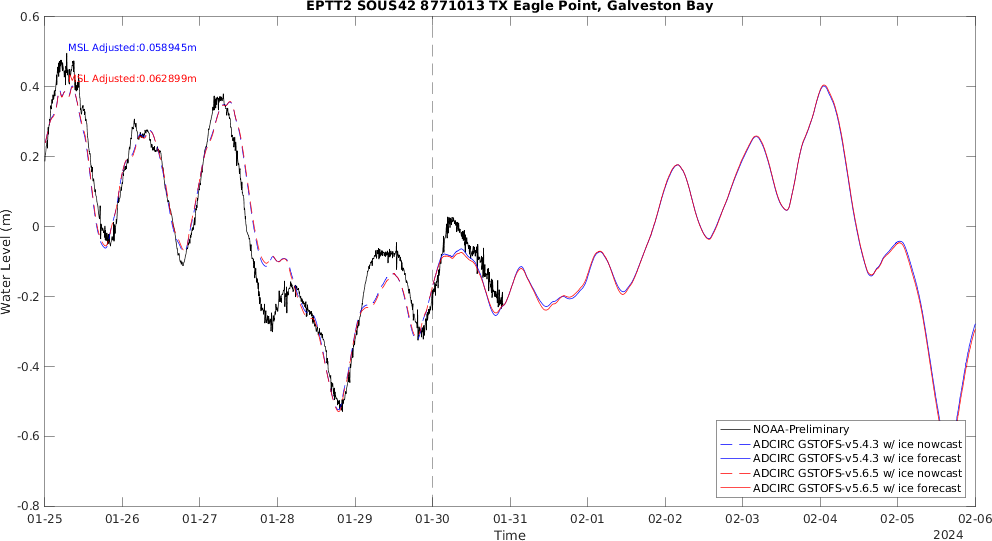 EPTT2 SOUS42 8771013 TX Eagle Point, Galveston Bay
MSL Adjusted:0.058945m
MSL Adjusted:0.062899m
0.6
0.4
0.2
0
-0.2
-0.4
-0.6
-0.8
Water Level (m)
NOAA-Preliminary
ADCIRC GSTOFS-v5.4.3 w/ ice nowcast
ADCIRC GSTOFS-v5.4.3 w/ ice forecast
ADCIRC GSTOFS-v5.6.5 w/ ice nowcast
ADCIRC GSTOFS-v5.6.5 w/ ice forecast
01-25 01-26 01-27 01-28 01-29 01-30 01-31 02-01 02-02 02-03 02-04 02-05 02-06
Time
2024